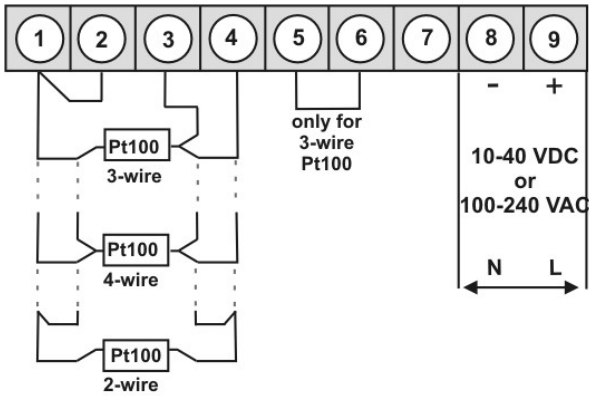 1 2 3 4 5 6 7 8 9
- +
only for
3-wire
Pt100
Pt100
3-wire
10-40 VDC
or
100-240 VAC
Pt100
4-wire
N L
Pt100
2-wire